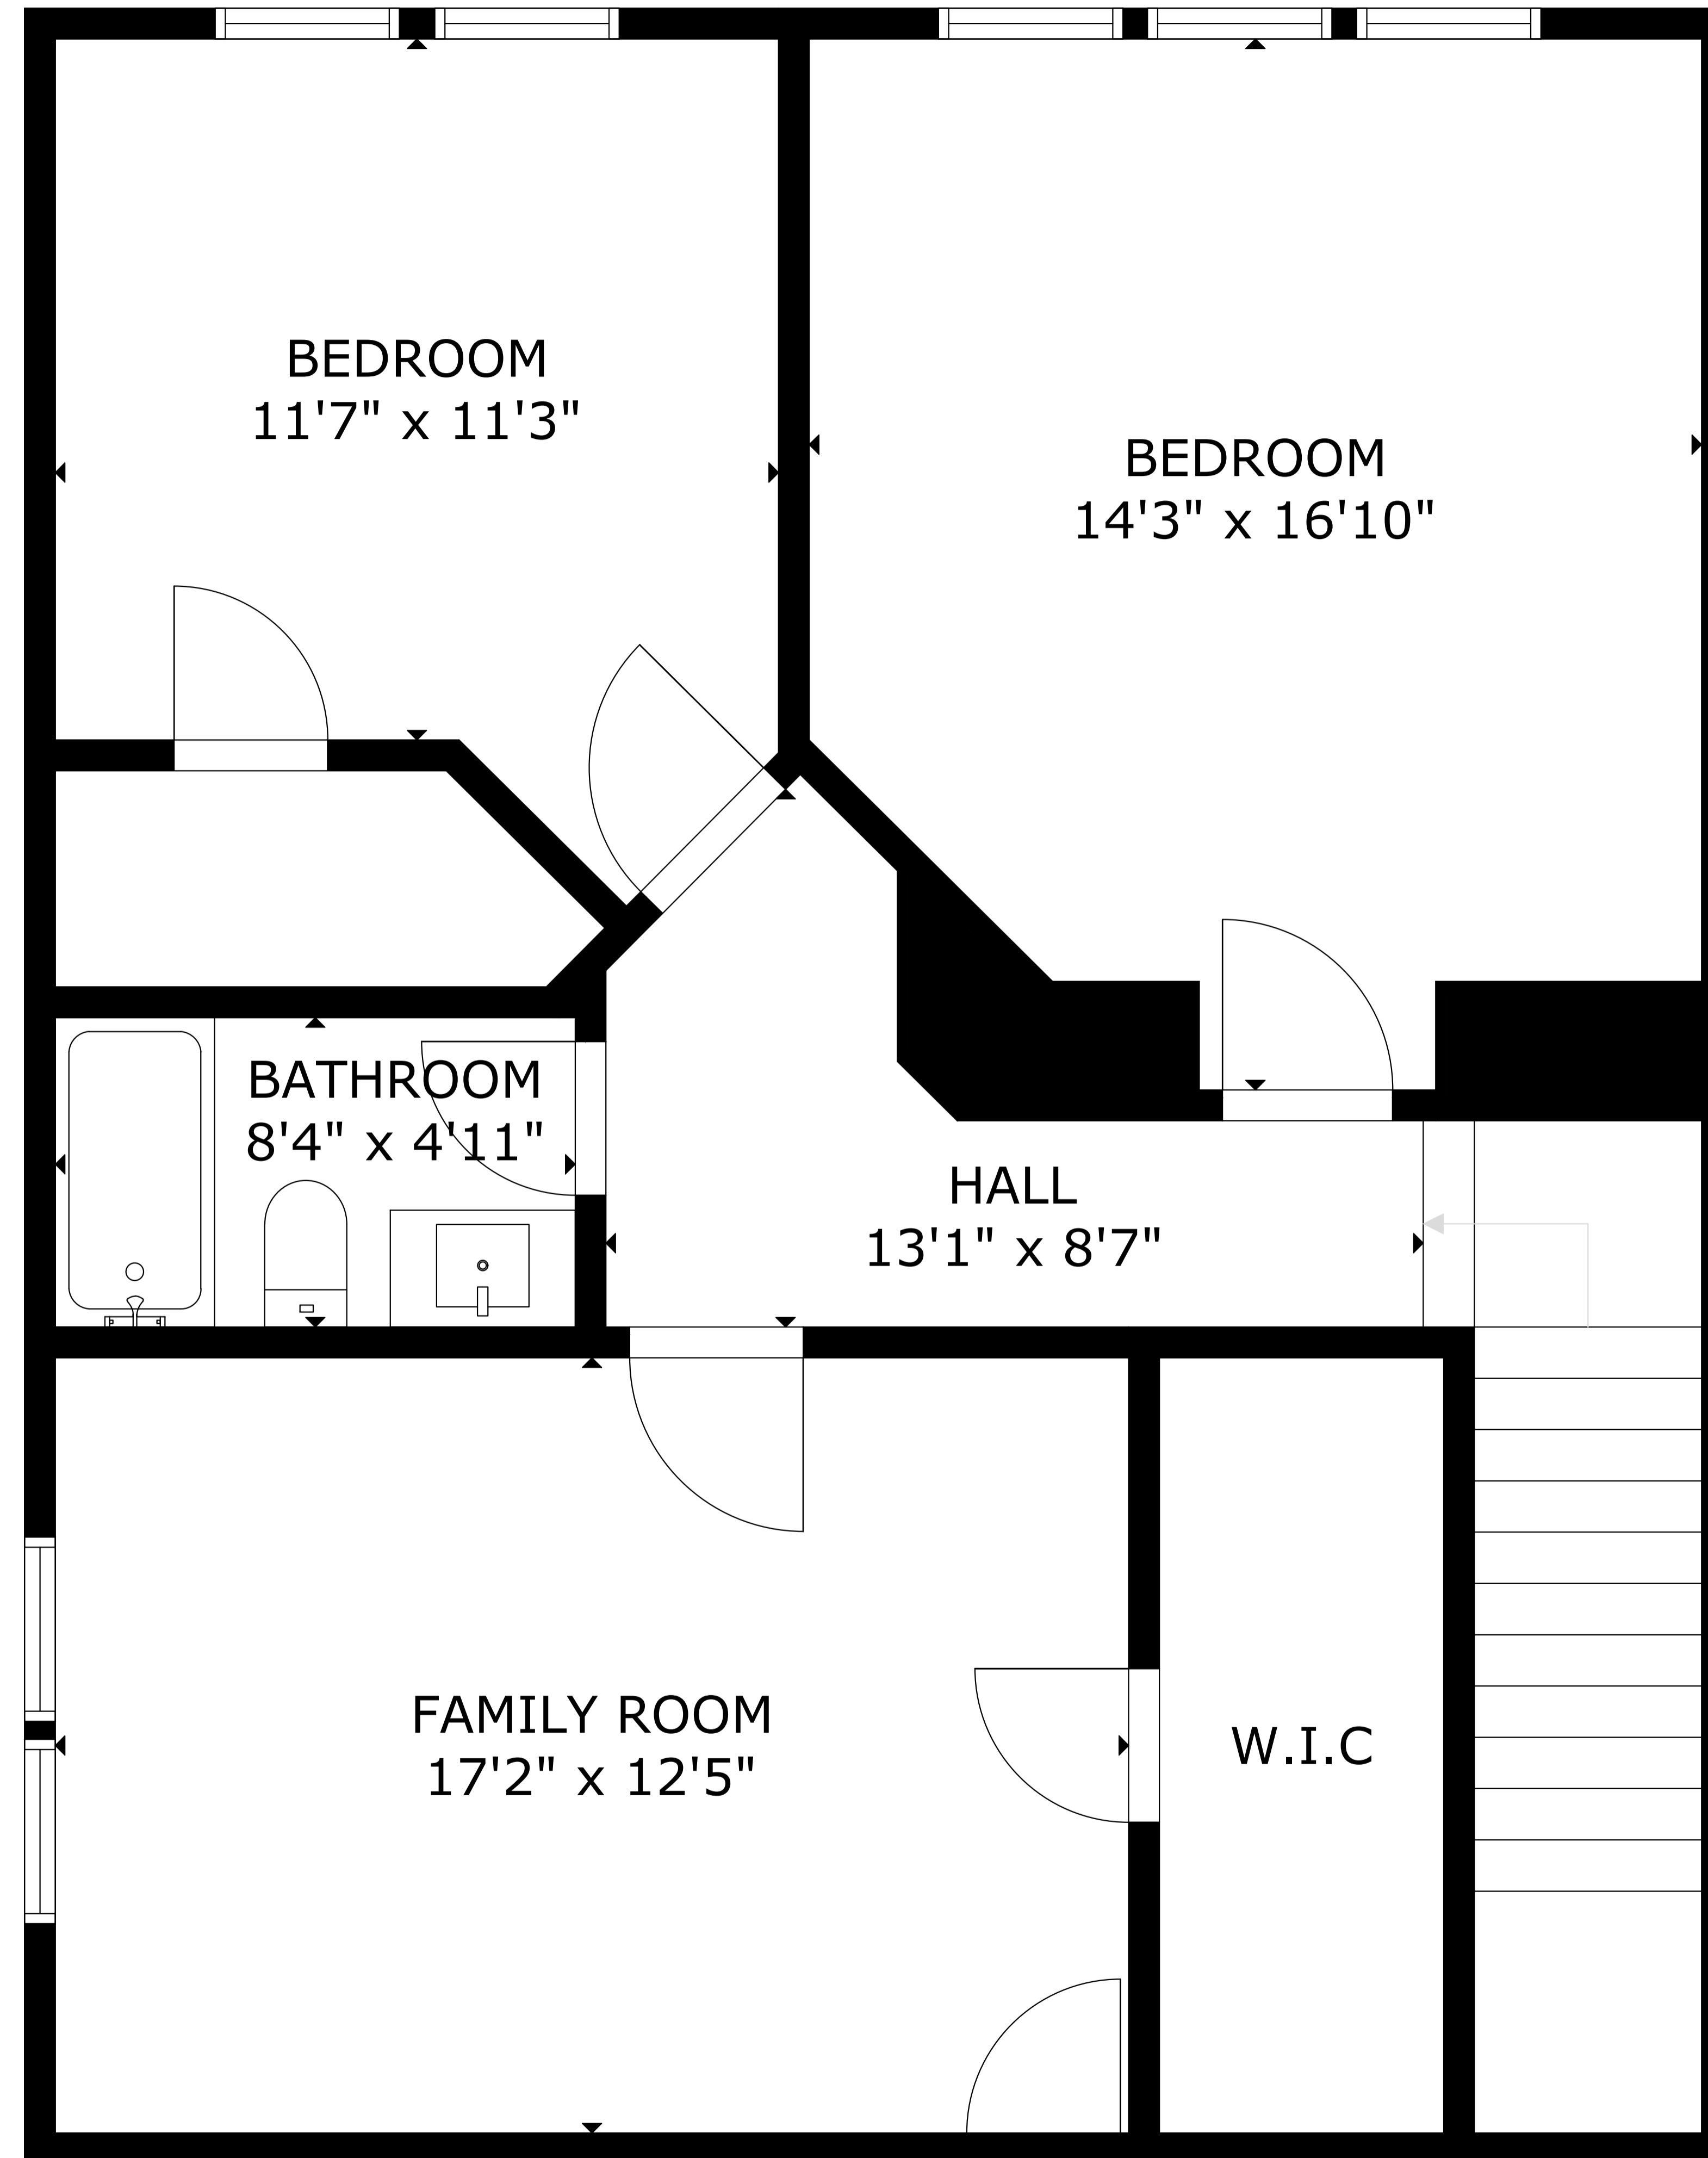 BEDROOM
11'7" x 11'3"
BEDROOM
14'3" x 16'10"
BATHROOM
8'4" x 4'11"
HALL
13'1" x 8'7"
FAMILY ROOM
17'2" x 12'5"
W.I.C